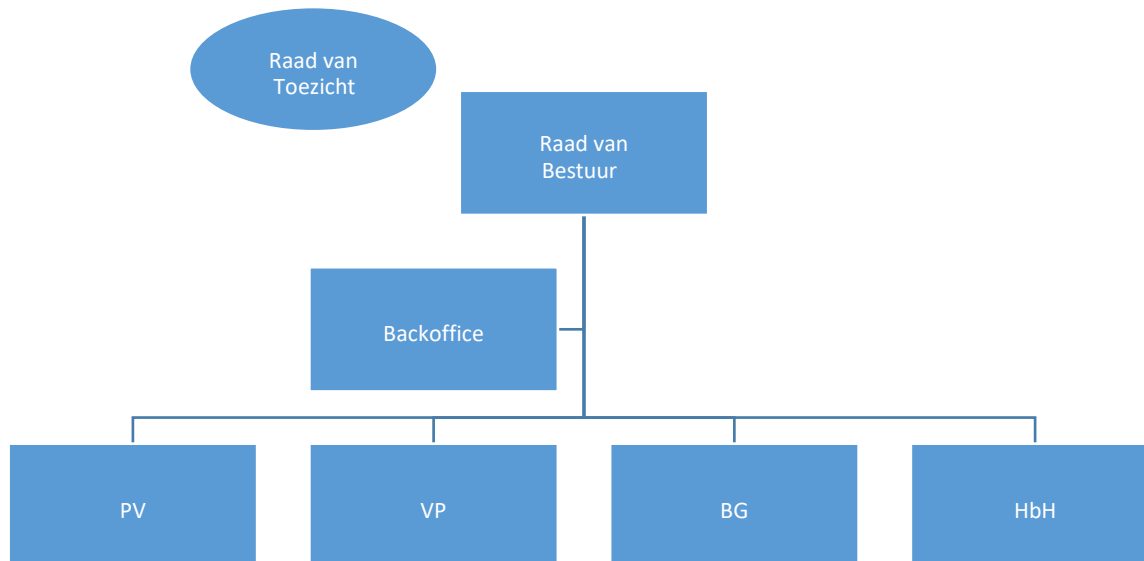 Raad van
Toezicht
Raad van
Bestuur
Backoffice
PV
VP
BG
HbH